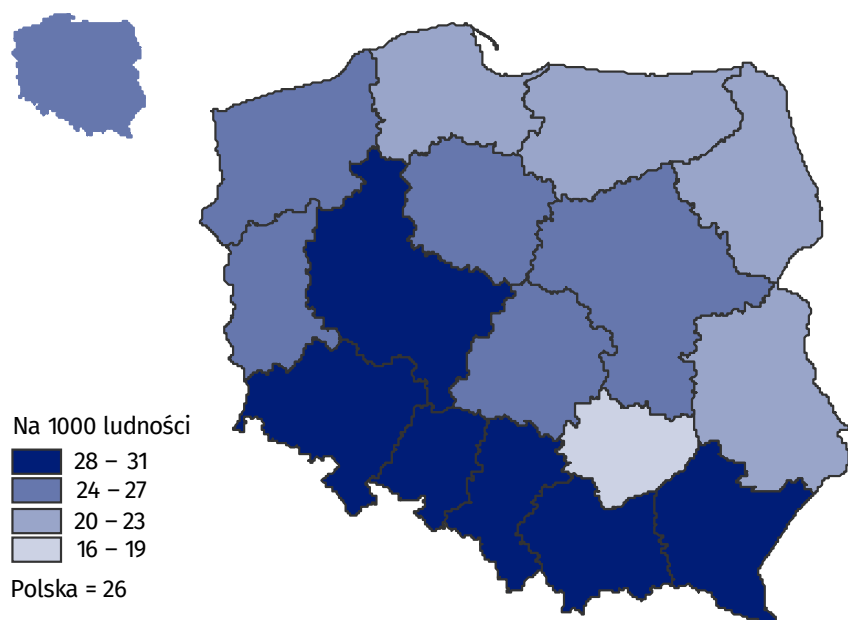 Na 1000 ludności
28 – 31
24 – 27
20 – 23
16 – 19
Polska = 26